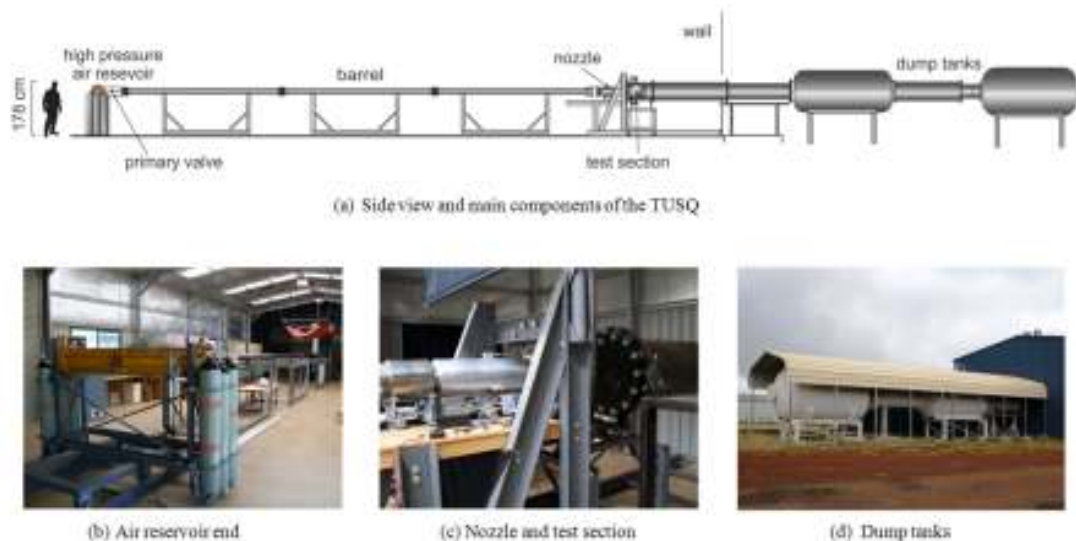 wall
nozzle
dump tanks
high pressure
air resevoir
barrel
178 cm
primary valve
test section
(a) Side view and main components of the TUSQ
(b) Air reservoir end
(c) Nozzle and test section
(d) Dump tanks